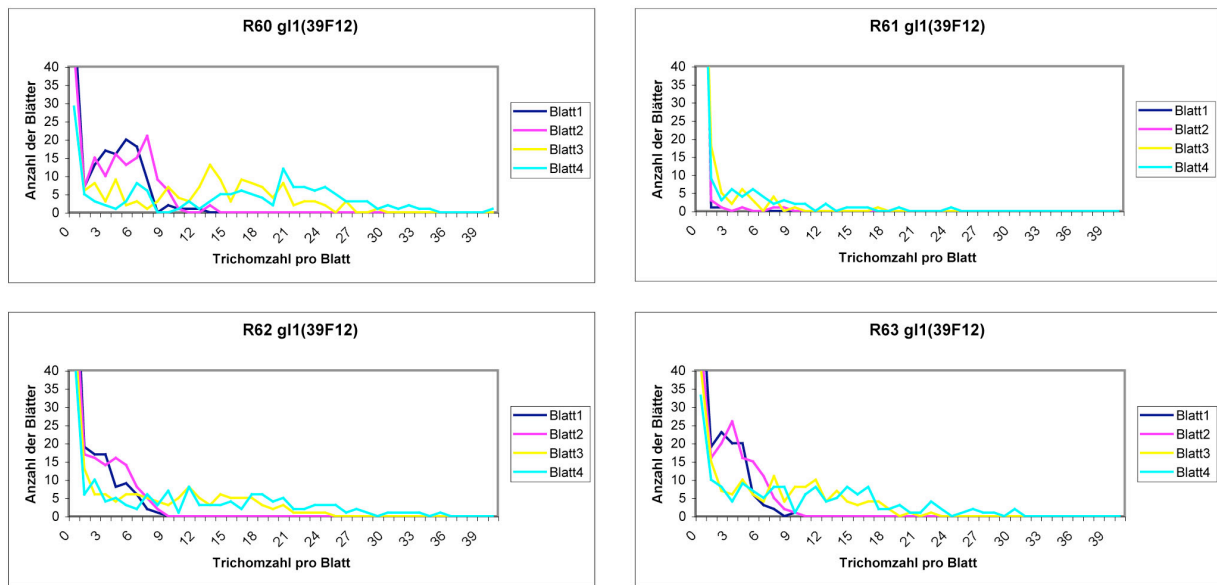 R60 gl1(39F12)
Anzahl der Blätter
40
35
30
25
20
15
10
5
0
0 3 6 9 12 15 18 21 24 27 30 33 36 39
Trichomzahl pro Blatt
Blatt1
Blatt2
Blatt3
Blatt4
R61 gl1(39F12)
Anzahl der Blätter
40
35
30
25
20
15
10
5
0
0 3 6 9 12 15 18 21 24 27 30 33 36 39
Trichomzahl pro Blatt
Blatt1
Blatt2
Blatt3
Blatt4
R62 gl1(39F12)
Anzahl der Blätter
40
35
30
25
20
15
10
5
0
0 3 6 9 12 15 18 21 24 27 30 33 36 39
Trichomzahl pro Blatt
Blatt1
Blatt2
Blatt3
Blatt4
R63 gl1(39F12)
Anzahl der Blätter
40
35
30
25
20
15
10
5
0
0 3 6 9 12 15 18 21 24 27 30 33 36 39
Trichomzahl pro Blatt
Blatt1
Blatt2
Blatt3
Blatt4